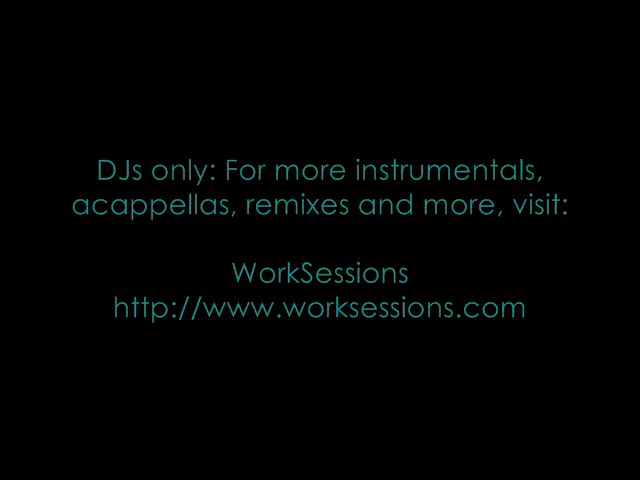 DJs only: For more instrumentals,
acappellas, remixes and more, visit:
WorkSessions
http://www.worksessions.com